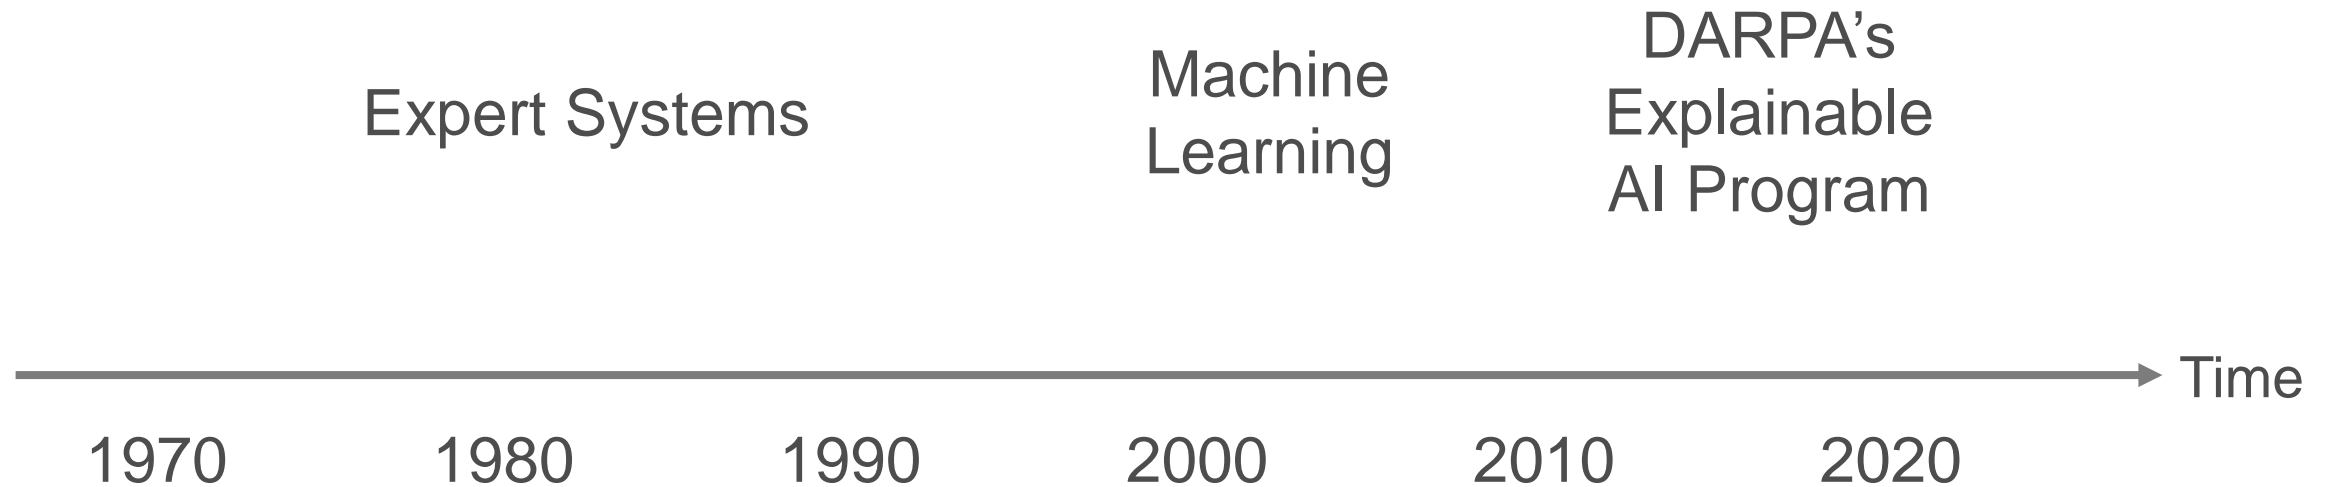 Expert Systems
Machine
Learning
DARPA’s
Explainable
AI Program
Time
1970
1980
1990
2000
2010
2020